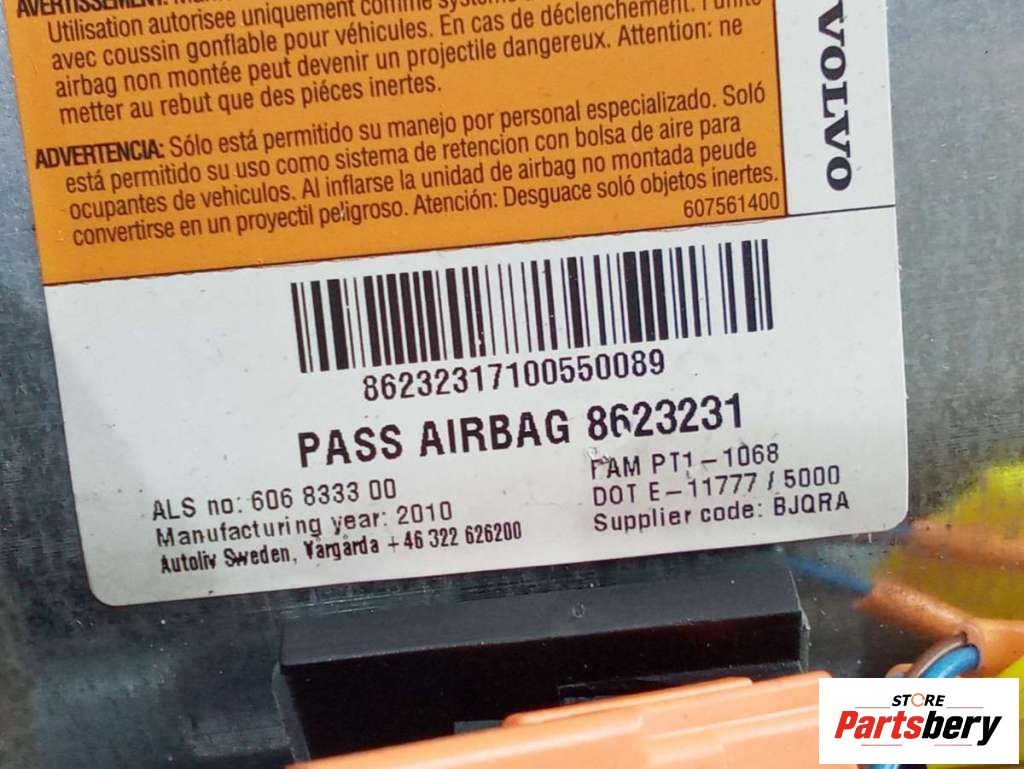 AVERTISSEMENT:
Utilisation autorisee uniquement comme système
avec coussin gonflable pour véhicules. En cas de déclenchement. l'unité
airbag non montée peut devenir un projectile dangereux. Attention: ne
metter au rebut que des piéces inertes.
ADVERTENCIA: Sólo está permitido su manejo por personal especializado. Soló
está permitido su uso como sistema de retencion con bolsa de aire para
ocupantes de vehiculos. Al inflarse la unidad de airbag no montada peude
convertirse en un proyectil peligroso. Atención: Desguace soló objetos inertes.
607561400
VOLVO
86232317100550089
PASS AIRBAG 8623231
ALS no: 606 8333 00
Manufacturing year: 2010
Autoliv Sweden, Vårgårda +46 322 626200
FAM PT1-1068
DOT E-11777 / 5000
Supplier code: BJQRA
STORE
Partsbery